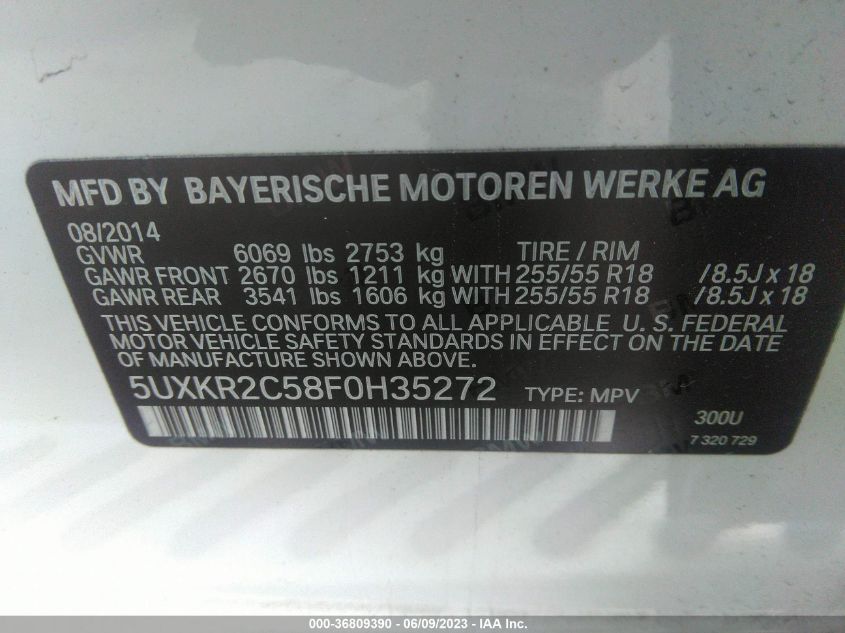 MFD BY BAYERISCHE MOTOREN WERKE AG
08/2014
GVWR 6069 lbs 2753 kg TIRE / RIM
GAWR FRONT 2670 lbs 1211 kg WITH 255/55 R18 /8.5J x 18
GAWR REAR 3541 lbs 1606 kg WITH 255/55 R18 /8.5J x 18
THIS VEHICLE CONFORMS TO ALL APPLICABLE U. S. FEDERAL
MOTOR VEHICLE SAFETY STANDARDS IN EFFECT ON THE DATE
OF MANUFACTURE SHOWN ABOVE.
5UXKR2C58F0H35272 TYPE: MPV
300U
7 320 729
000-36809390 - 06/09/2023 - IAA Inc.